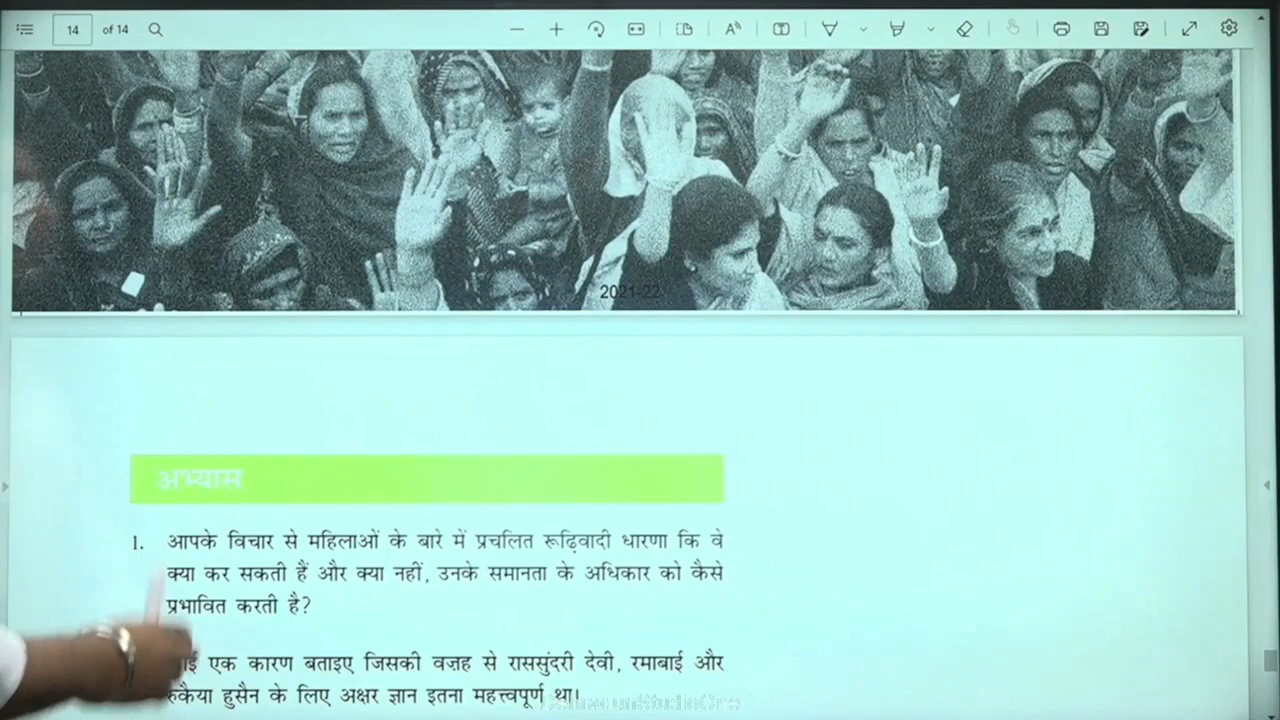 14 of 14
2021-22
अभ्यास
1. आपके विचार से महिलाओं के बारे में प्रचलित रूढ़िवादी धारणा कि वे
क्या कर सकती हैं और क्या नहीं, उनके समानता के अधिकार को कैसे
प्रभावित करती है?
एक कारण बताइए जिसकी वजह से राससुंदरी देवी, रमाबाई और
रुकैया हुसैन के लिए अक्षर ज्ञान इतना महत्त्वपूर्ण था।